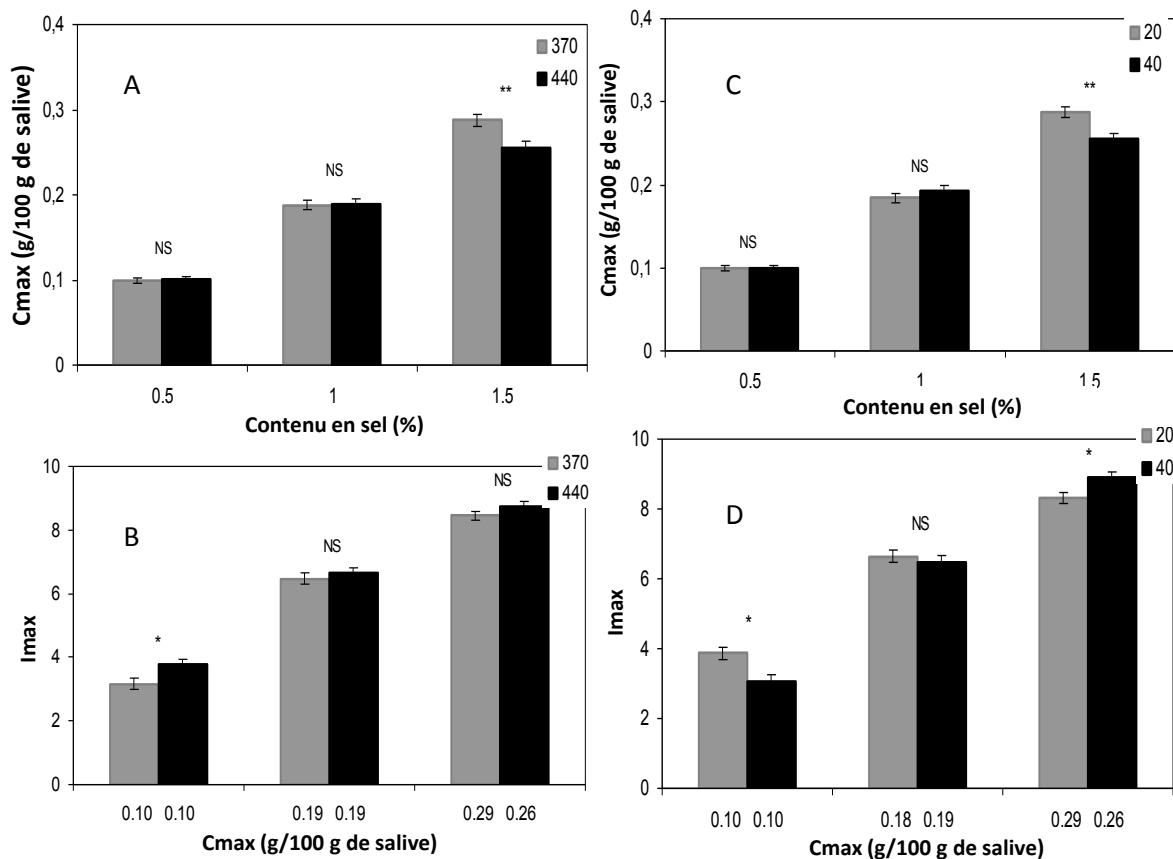 0,4
370
440
A
**
0,3
NS
0,2
NS
0,1
0
0.5 1 1.5
Contenu en sel (%)
Cmax (g/100 g de salive)
0,4
20
40
C
**
0,3
NS
0,2
NS
0,1
0
0.5 1 1.5
Contenu en sel (%)
Cmax (g/100 g de salive)
10
370
440
NS
B
8
NS
6
*
4
2
0
0.10 0.10 0.19 0.19 0.29 0.26
Cmax (g/100 g de salive)
Imax
10
20
40
*
D
8
NS
6
*
4
2
0
0.10 0.10 0.18 0.19 0.29 0.26
Cmax (g/100 g de salive)
Imax